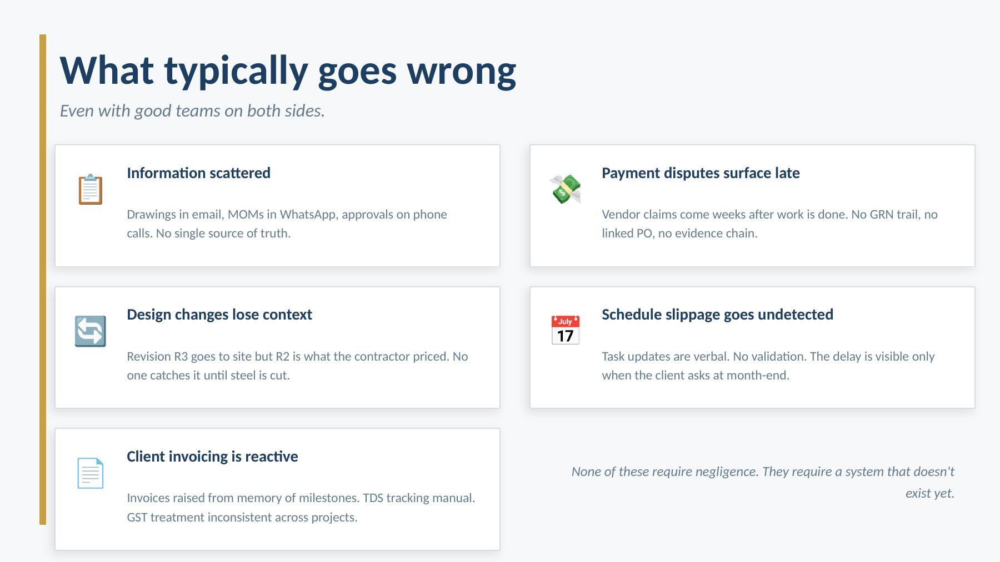 What typically goes wrong
Even with good teams on both sides.
Information scattered
Drawings in email, MOMs in WhatsApp, approvals on phone
calls. No single source of truth.
Payment disputes surface late
Vendor claims come weeks after work is done. No GRN trail, no
linked PO, no evidence chain.
Design changes lose context
Revision R3 goes to site but R2 is what the contractor priced. No
one catches it until steel is cut.
July
17
Schedule slippage goes undetected
Task updates are verbal. No validation. The delay is visible only
when the client asks at month-end.
Client invoicing is reactive
Invoices raised from memory of milestones. TDS tracking manual.
GST treatment inconsistent across projects.
None of these require negligence. They require a system that doesn't
exist yet.